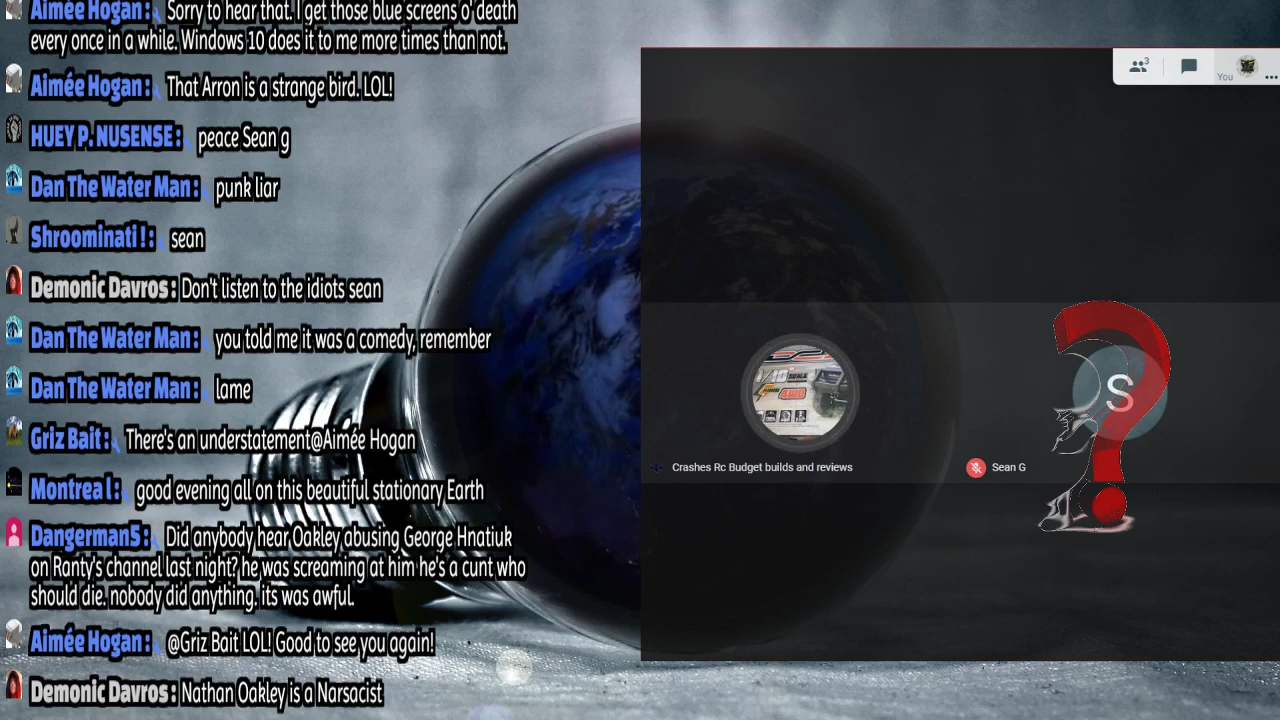 Aimée Hogan: Sorry to hear that. I get those blue screens o' death
every once in a while. Windows 10 does it to me more times than not.
Aimée Hogan: That Arron is a strange bird. LOL!
HUEY P. NUSENSE: peace Sean g
Dan The Water Man: punk liar
Shroominati!: sean
Demonic Davros: Don't listen to the idiots sean
Dan The Water Man: you told me it was a comedy, remember
Dan The Water Man: lame
Griz Bait: There's an understatement@Aimée Hogan
Montreal: good evening all on this beautiful stationary Earth
Dangerman5: Did anybody hear Oakley abusing George Hnatiuk
on Ranty's channel last night? he was screaming at him he's a cunt who
should die. nobody did anything. its was awful.
Aimée Hogan: @Griz Bait LOL! Good to see you again!
Demonic Davros: Nathan Oakley is a Narsacist
3
You
S
Crashes Rc Budget builds and reviews
Sean G